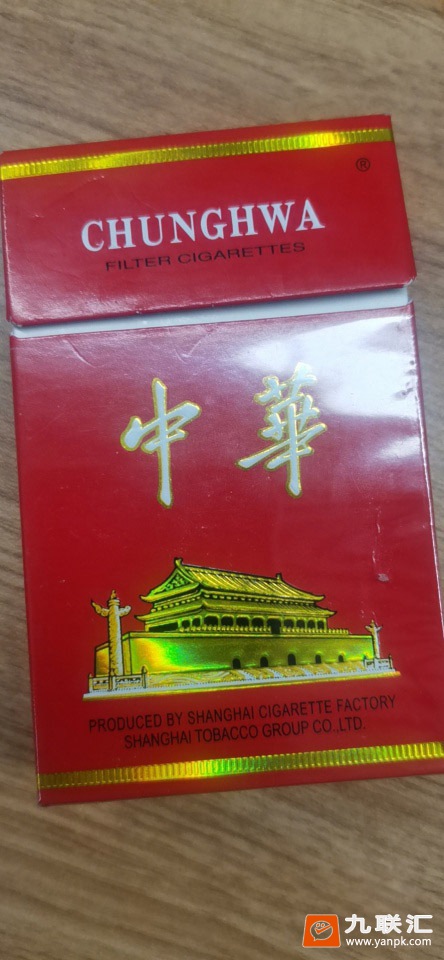 ®
CHUNGHWA
FILTER CIGARETTES
中華
PRODUCED BY SHANGHAI CIGARETTE FACTORY
SHANGHAI TOBACCO GROUP CO.,LTD.
九联汇
www.yanpk.com